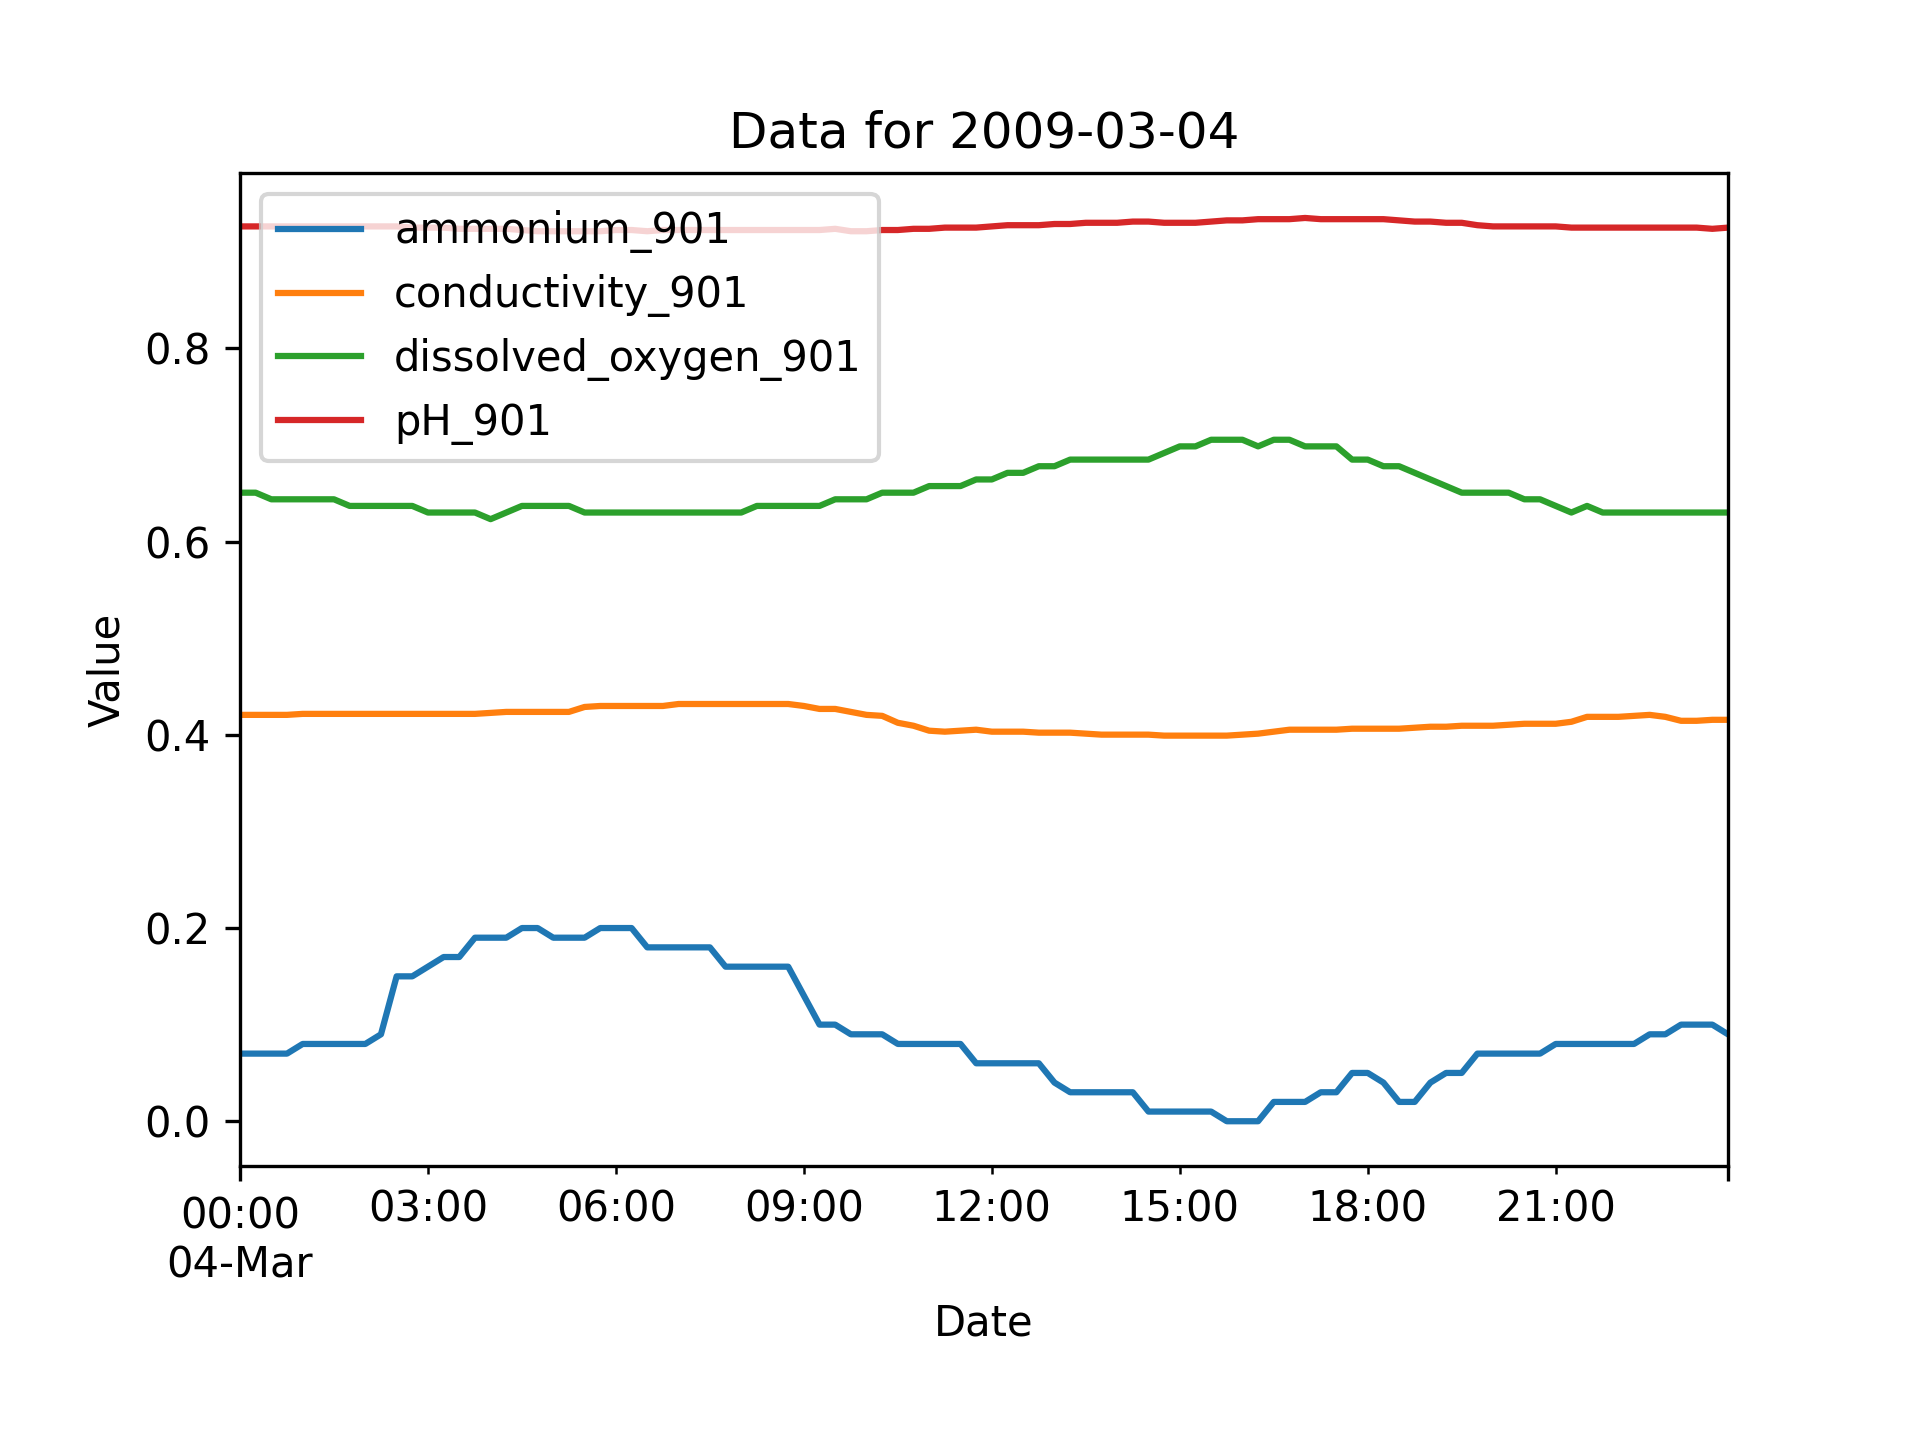 Data for 2009-03-04
ammonium_901
conductivity_901
dissolved_oxygen_901
pH_901
0.8
0.6
0.4
0.2
0.0
Value
00:00 03:00 06:00 09:00 12:00 15:00 18:00 21:00
04-Mar
Date